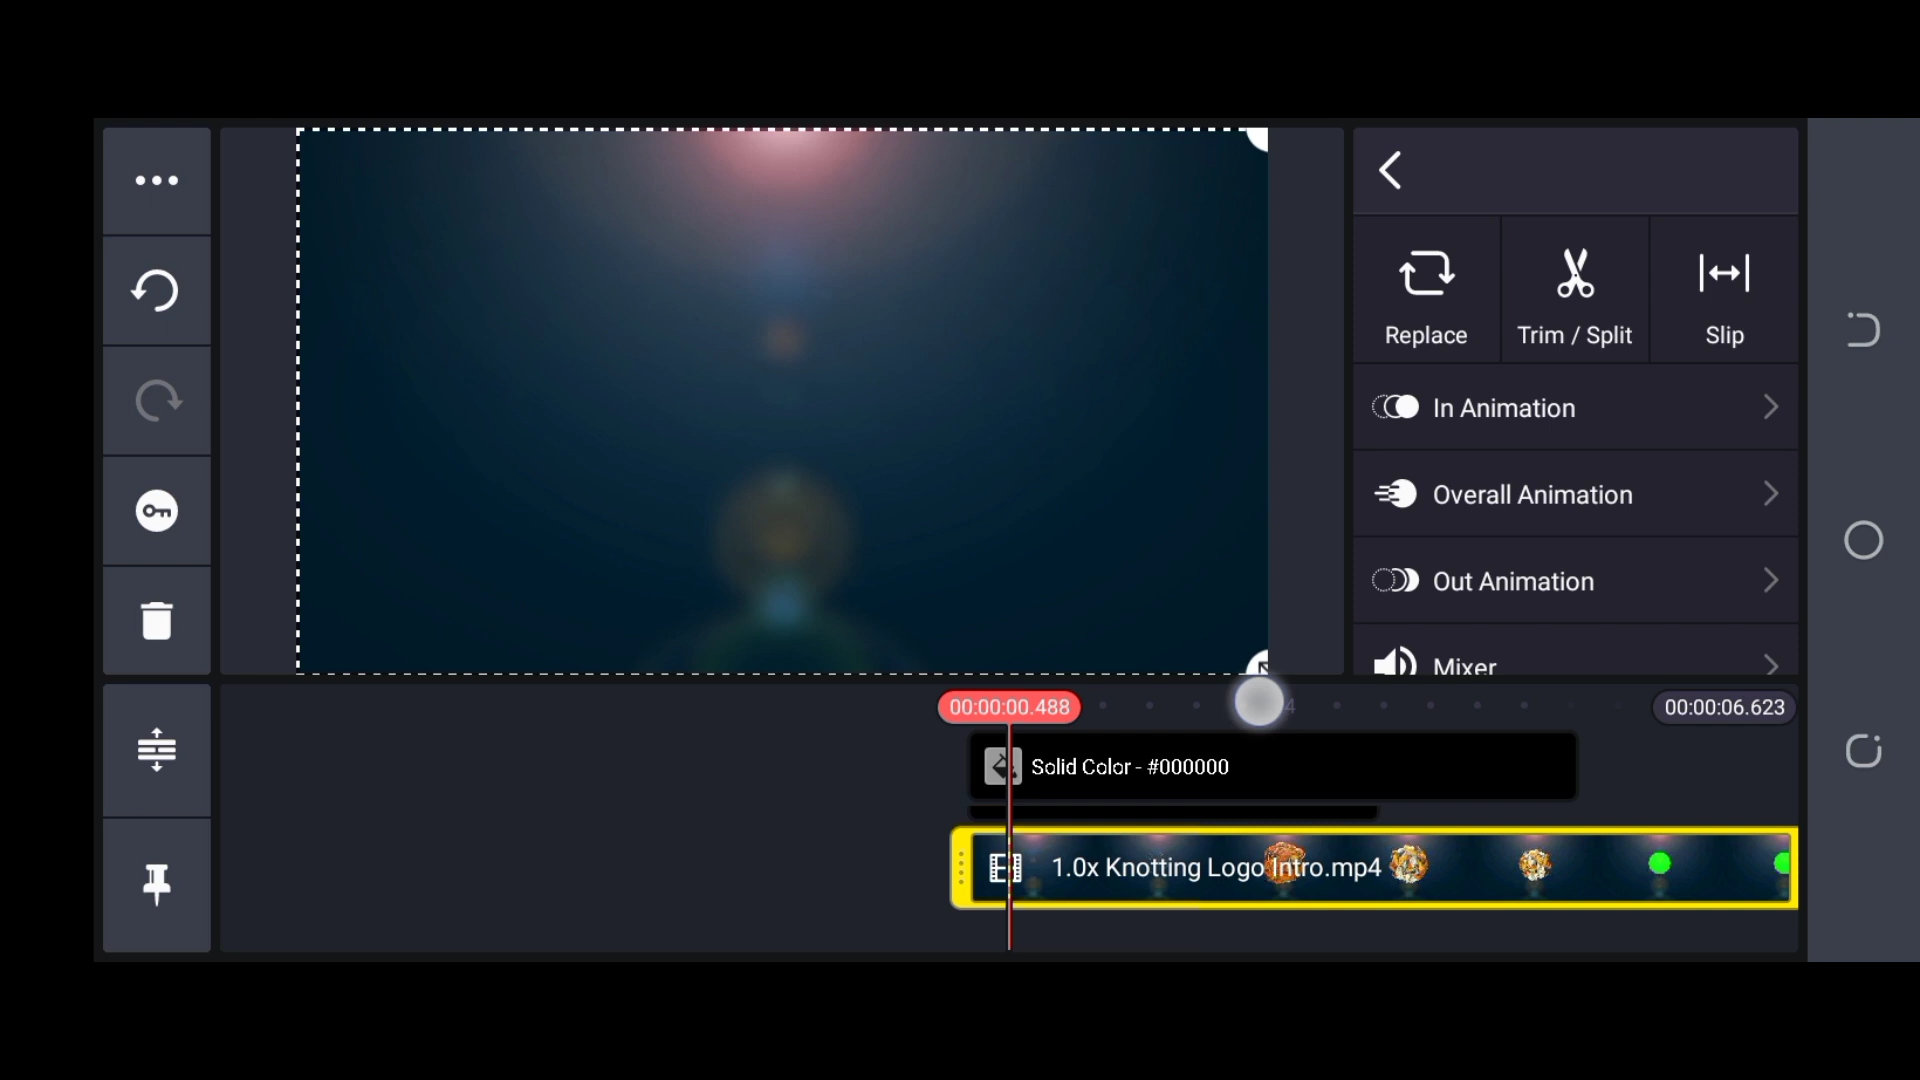 Replace
Trim / Split
Slip
In Animation
Overall Animation
Out Animation
Mixer
00:00:00.488
4
00:00:06.623
Solid Color - #000000
1.0x Knotting Logo Intro.mp4